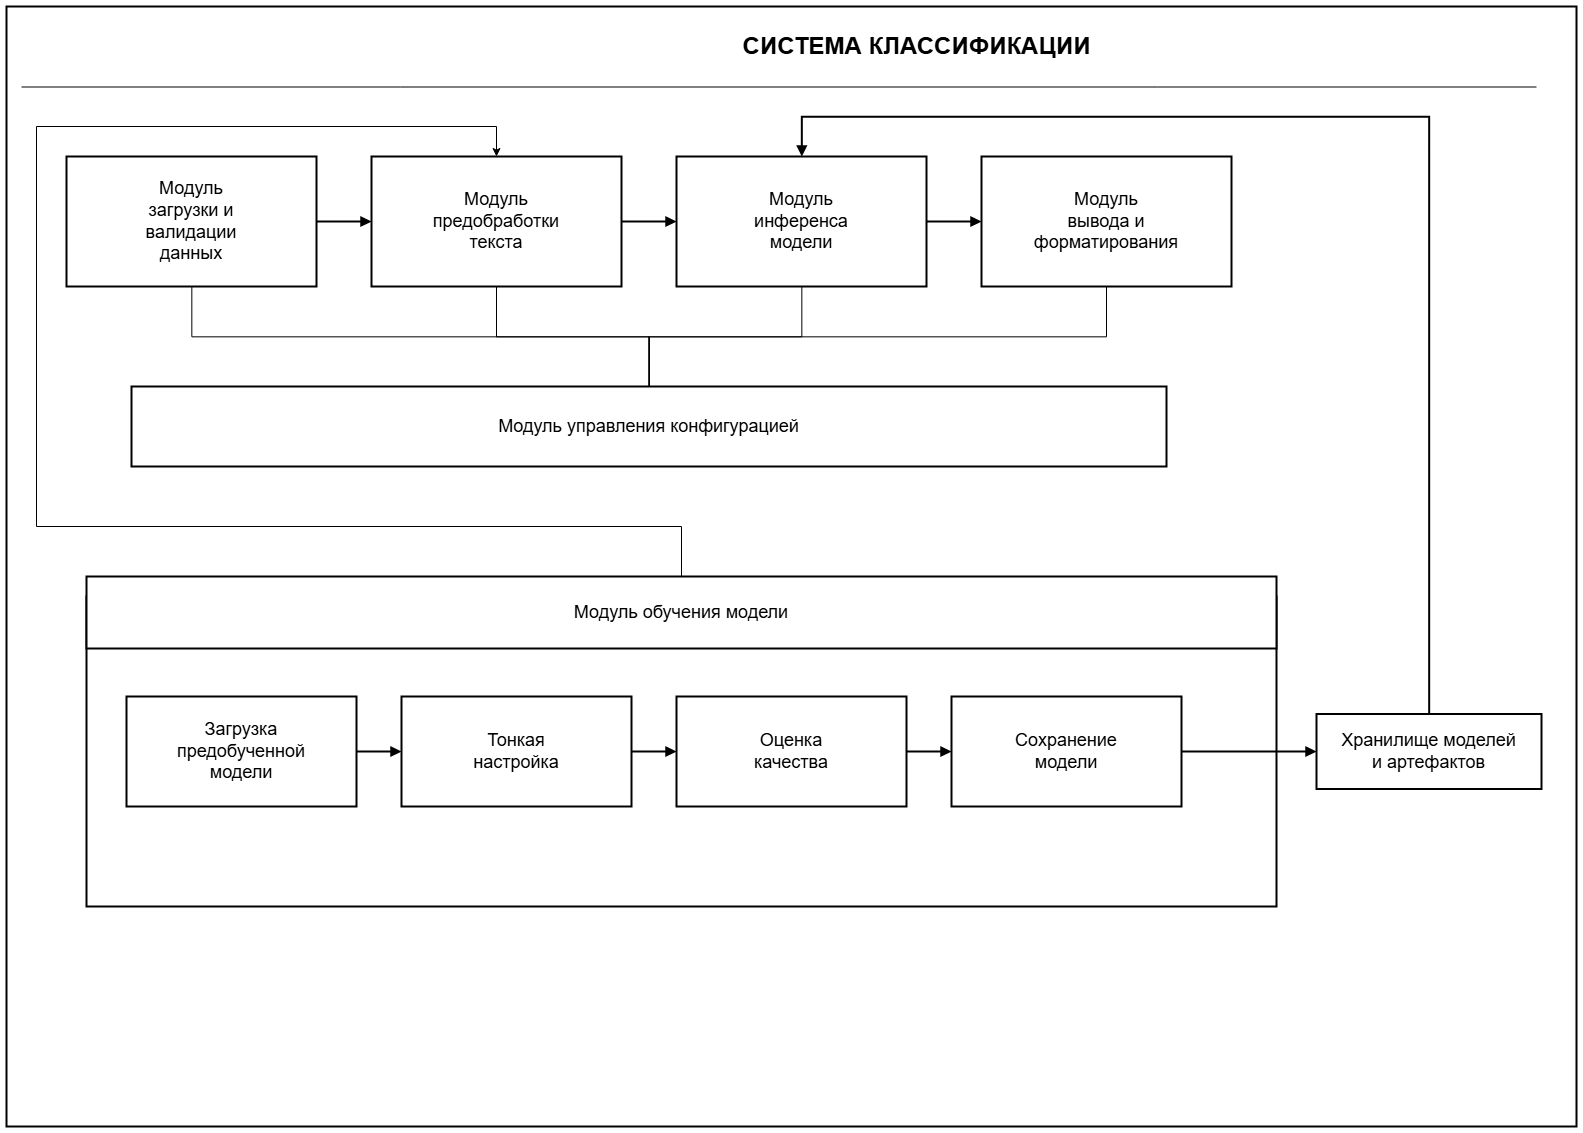 СИСТЕМА КЛАССИФИКАЦИИ
Модуль
загрузки и
валидации
данных
Модуль
предобработки
текста
Модуль
инференса
модели
Модуль
вывода и
форматирования
Модуль управления конфигурацией
Модуль обучения модели
Загрузка
предобученной
модели
Тонкая
настройка
Оценка
качества
Сохранение
модели
Хранилище моделей
и артефактов